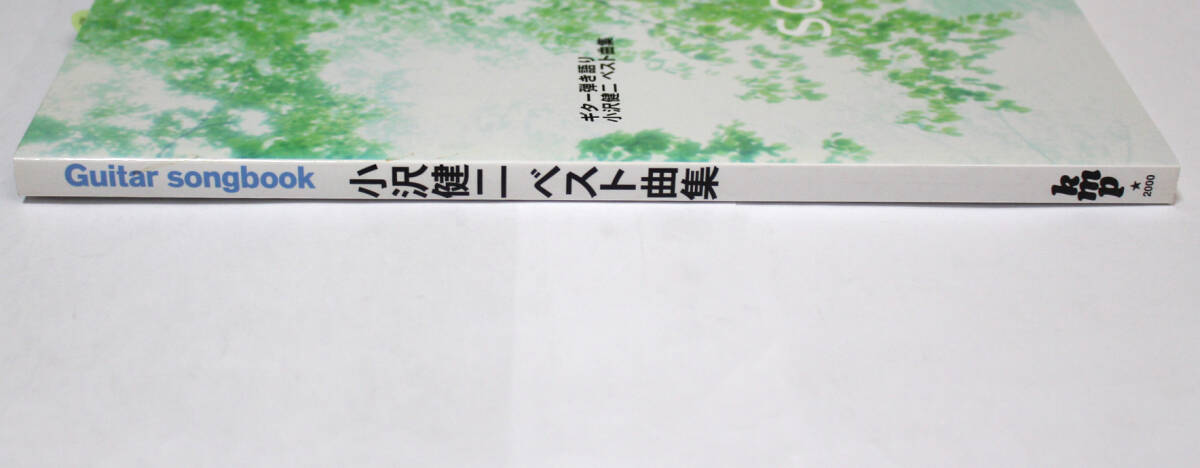 SO
ギター弾き語り
小沢健二 ベスト曲集
Guitar songbook 小沢健二 ベスト曲集
kmp
★2000